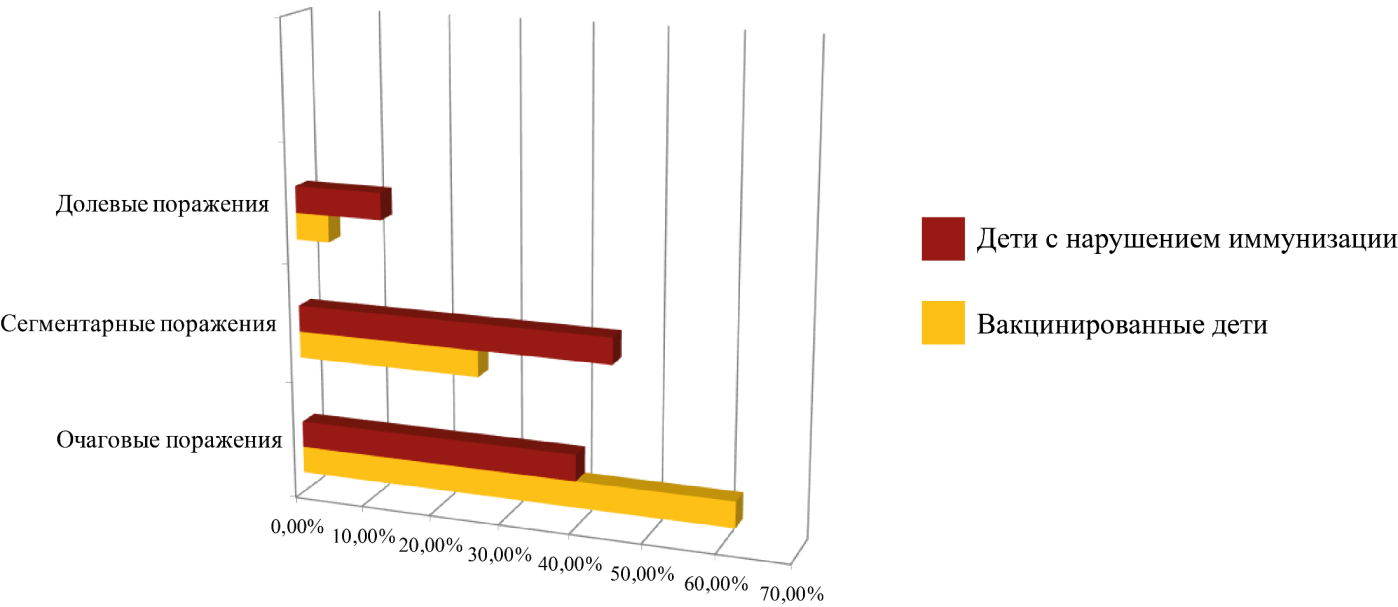 Долевые поражения
Сегментарные поражения
Очаговые поражения
0,00%
10,00%
20,00%
30,00%
40,00%
50,00%
60,00%
70,00%
Дети с нарушением иммунизации
Вакцинированные дети